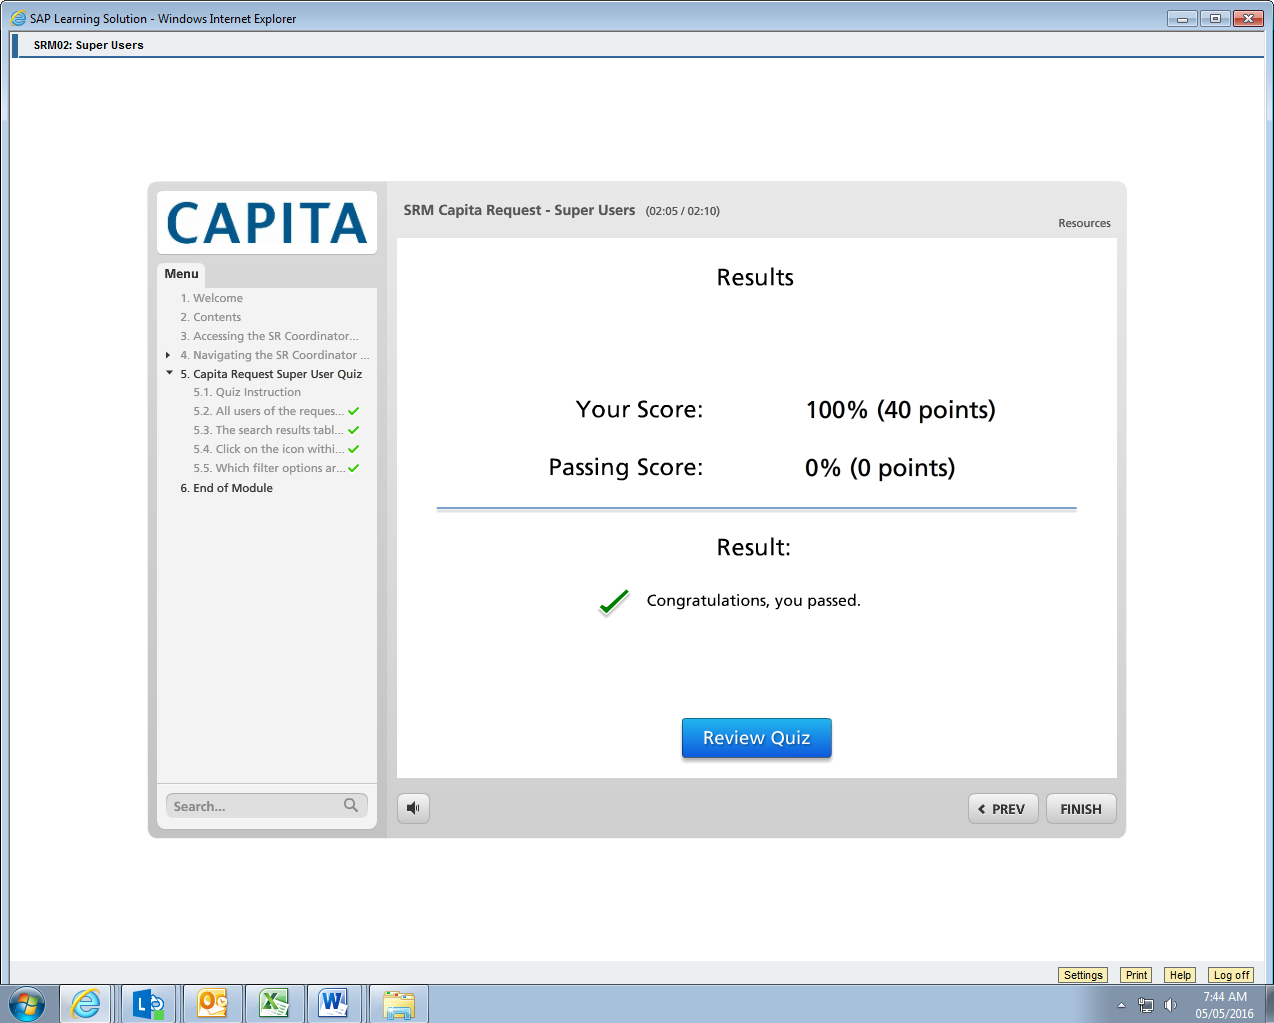 SAP Learning Solution - Windows Internet Explorer
SRM02: Super Users
CAPITA
SRM Capita Request - Super Users (02:05 / 02:10)
Resources
Menu
1. Welcome
2. Contents
3. Accessing the SR Coordinator...
4. Navigating the SR Coordinator ...
5. Capita Request Super User Quiz
5.1. Quiz Instruction
5.2. All users of the reques...
5.3. The search results tabl...
5.4. Click on the icon withi...
5.5. Which filter options ar...
6. End of Module
Search...
Results
Your Score: 100% (40 points)
Passing Score: 0% (0 points)
Result:
Congratulations, you passed.
Review Quiz
PREV
FINISH
Settings Print Help Log off
7:44 AM
05/05/2016